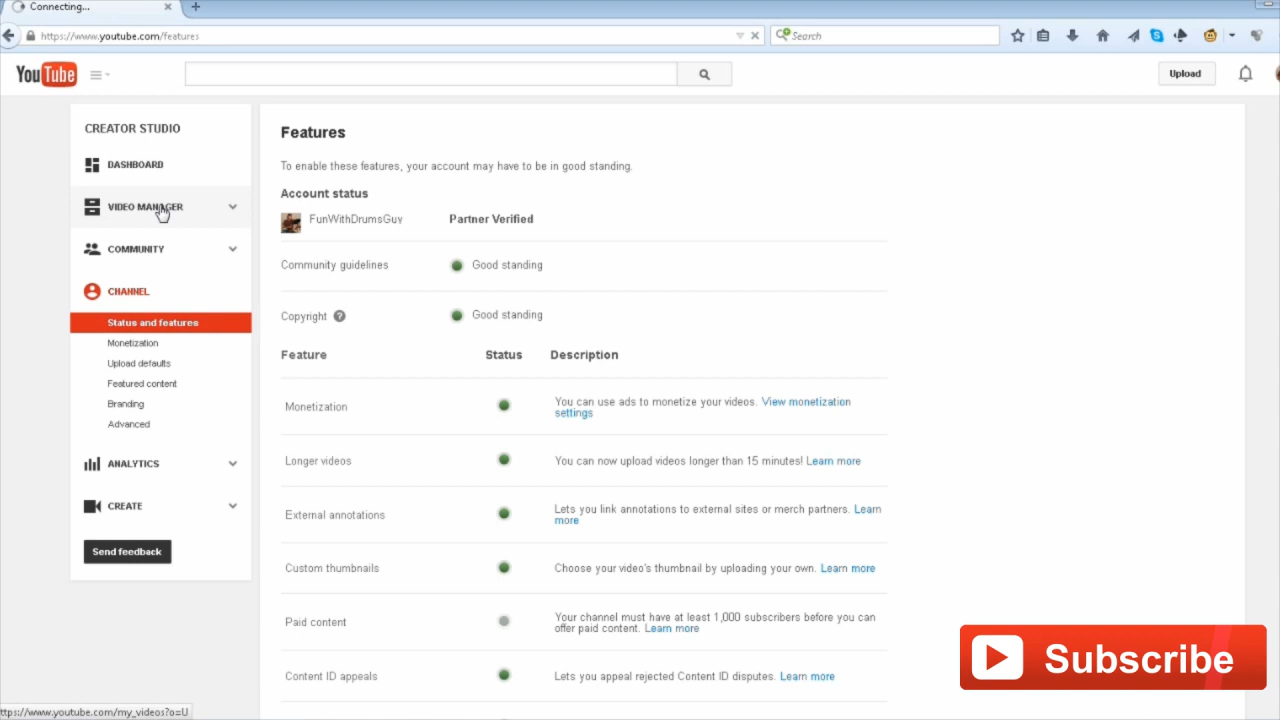 Connecting...
https://www.youtube.com/features
Search
YouTube
Upload
CREATOR STUDIO
DASHBOARD
VIDEO MANAGER
COMMUNITY
CHANNEL
Status and features
Monetization
Upload defaults
Featured content
Branding
Advanced
ANALYTICS
CREATE
Send feedback
Features
To enable these features, your account may have to be in good standing.
Account status
FunWithDrumsGuy Partner Verified
Community guidelines Good standing
Copyright ? Good standing
Feature Status Description
Monetization You can use ads to monetize your videos. View monetization
settings
Longer videos You can now upload videos longer than 15 minutes! Learn more
External annotations Lets you link annotations to external sites or merch partners. Learn
more
Custom thumbnails Choose your video's thumbnail by uploading your own. Learn more
Paid content Your channel must have at least 1,000 subscribers before you can
offer paid content. Learn more
Content ID appeals Lets you appeal rejected Content ID disputes. Learn more
Subscribe
ttps://www.youtube.com/my_videos?o=U